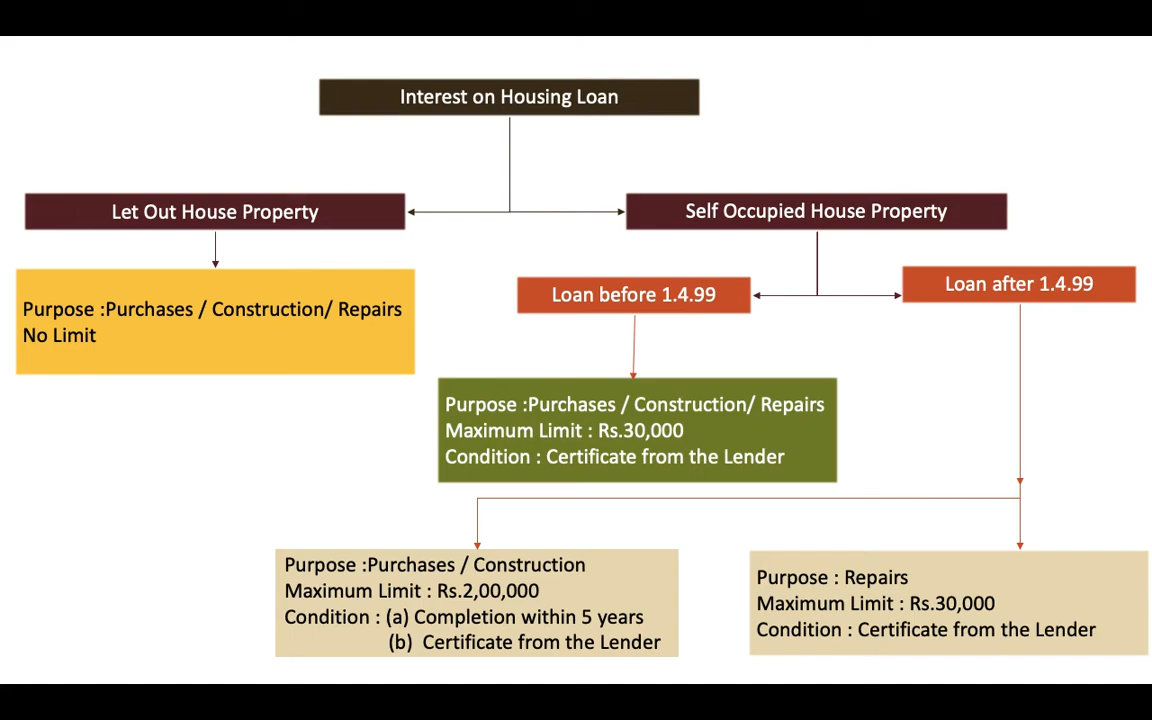 Interest on Housing Loan
Let Out House Property
Self Occupied House Property
Purpose :Purchases / Construction/ Repairs
No Limit
Loan before 1.4.99
Loan after 1.4.99
Purpose :Purchases / Construction/ Repairs
Maximum Limit : Rs.30,000
Condition : Certificate from the Lender
Purpose :Purchases / Construction
Maximum Limit : Rs.2,00,000
Condition : (a) Completion within 5 years
(b) Certificate from the Lender
Purpose : Repairs
Maximum Limit : Rs.30,000
Condition : Certificate from the Lender